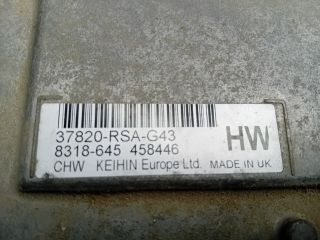 37820-RSA-G43
8318-645 458446 HW
CHW KEIHIN Europe Ltd. MADE IN UK